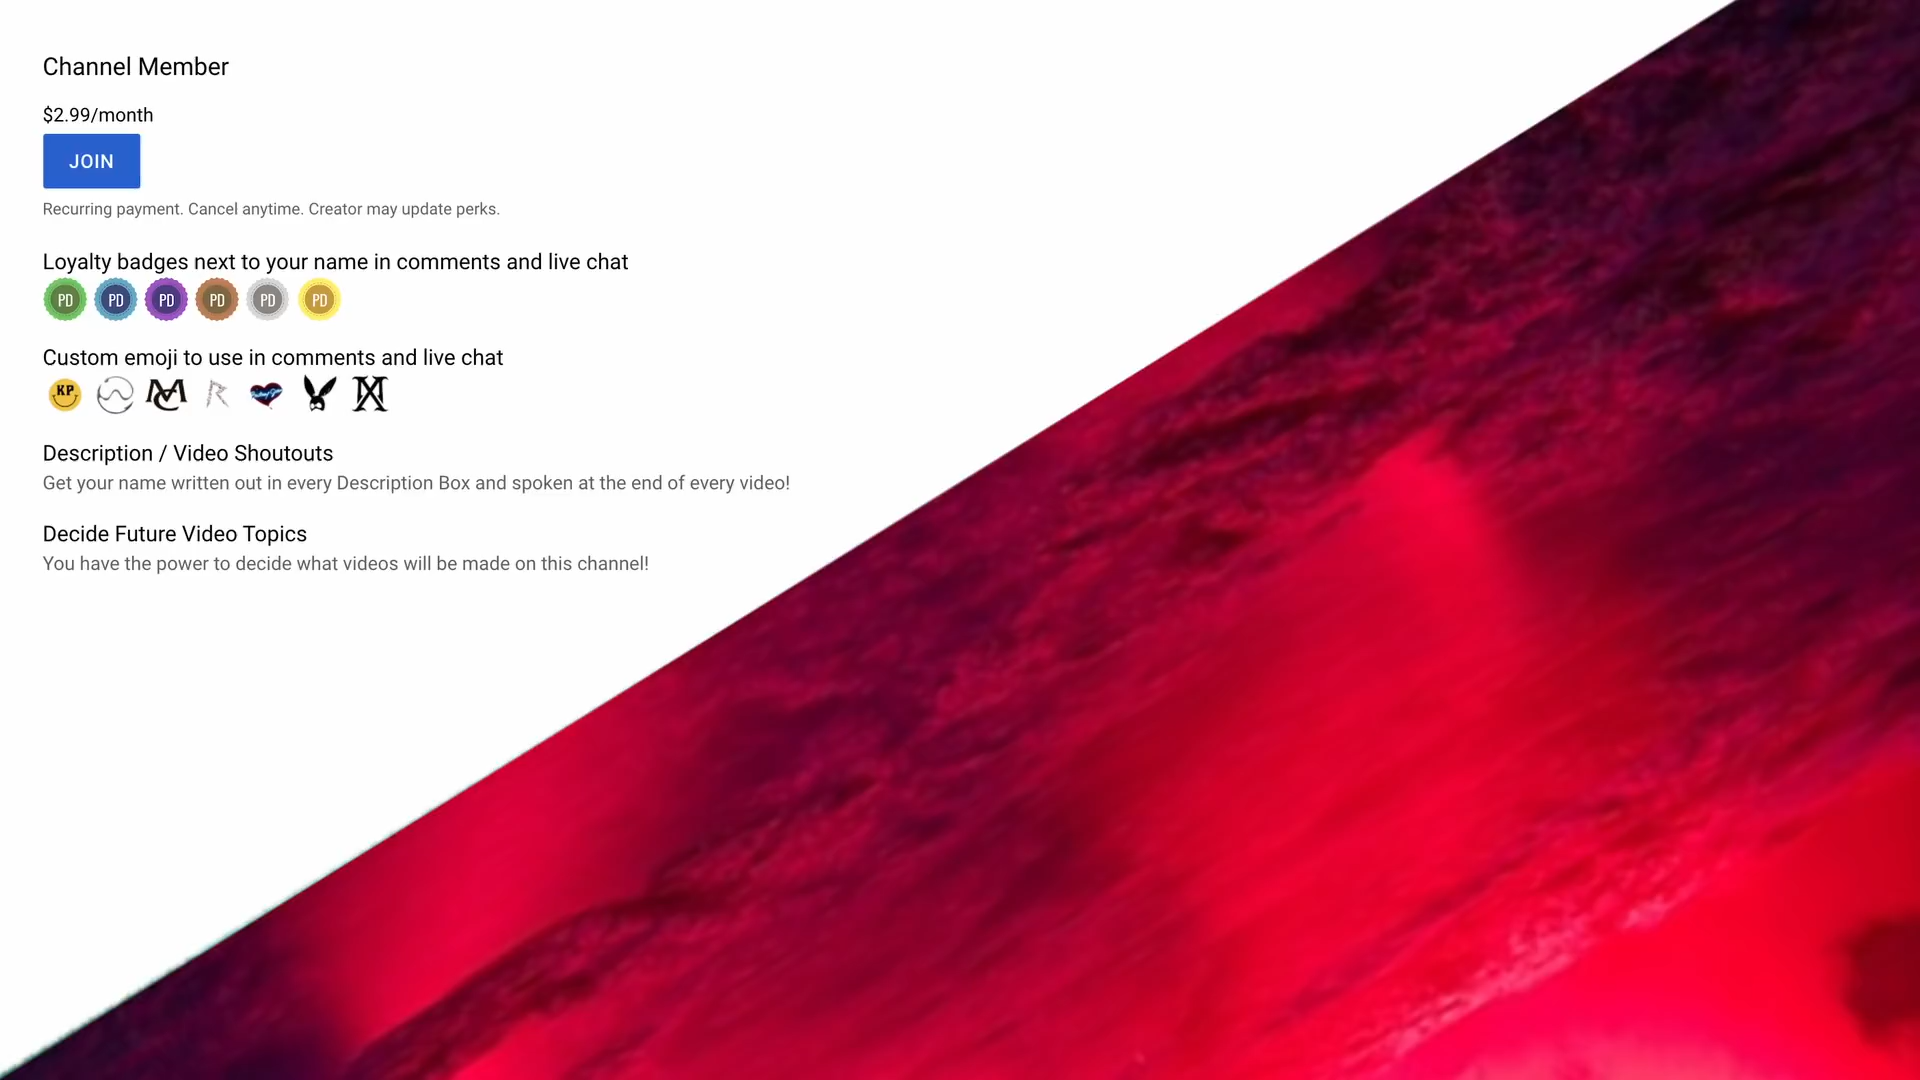 Channel Member
$2.99/month
JOIN
Recurring payment. Cancel anytime. Creator may update perks.
Loyalty badges next to your name in comments and live chat
PD PD PD PD PD PD
Custom emoji to use in comments and live chat
KP
Description / Video Shoutouts
Get your name written out in every Description Box and spoken at the end of every video!
Decide Future Video Topics
You have the power to decide what videos will be made on this channel!